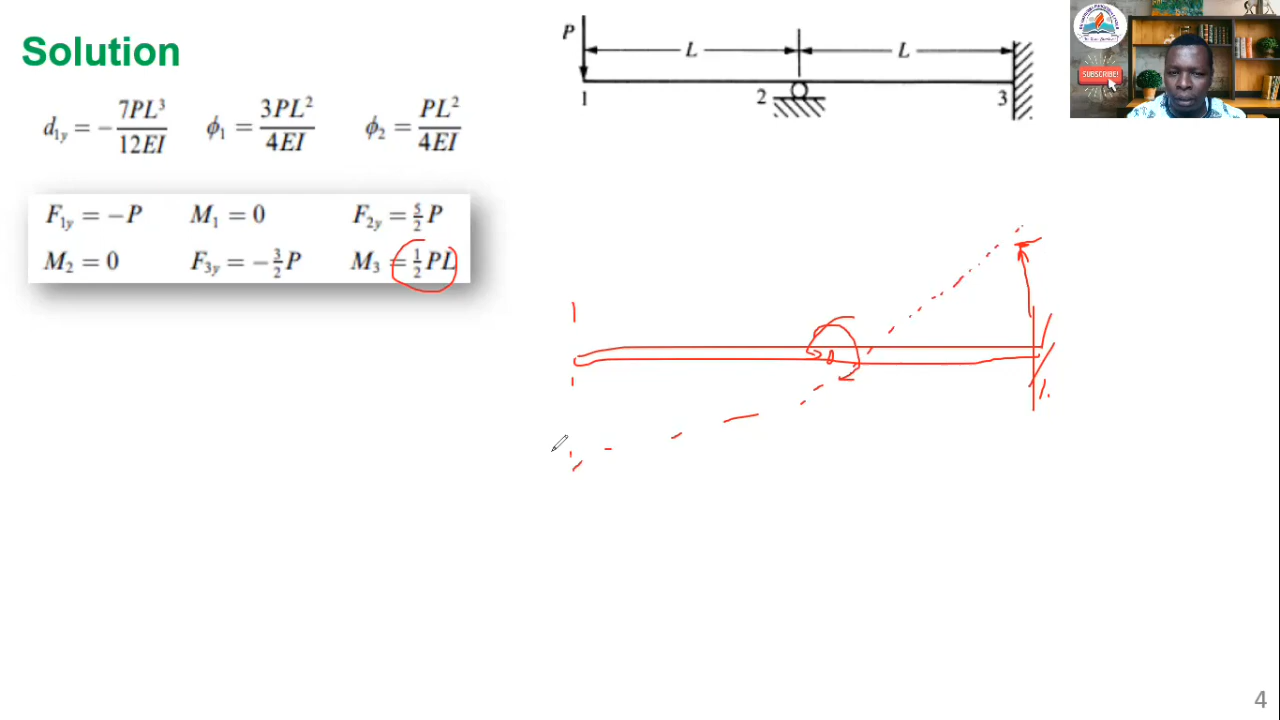 Solution
d₁y = −7PL³/12EI   ϕ₁ = 3PL²/4EI   ϕ₂ = PL²/4EI
F₁y = −P   M₁ = 0   F₂y = 5/2 P
M₂ = 0   F₃y = −3/2 P   M₃ = 1/2 PL
P
L   L
1   2   3
SUBSCRIBE!
4